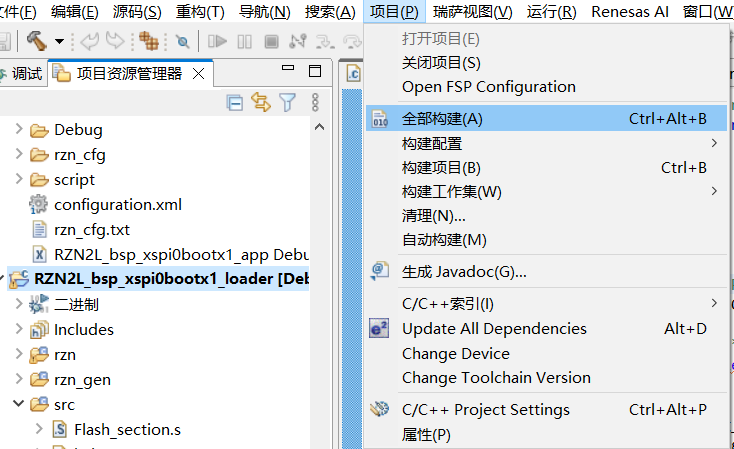 文件(F) 编辑(E) 源码(S) 重构(T) 导航(N) 搜索(A) 项目(P) 瑞萨视图(V) 运行(R) Renesas AI 窗口(W)
调试 项目资源管理器
Debug
rzn_cfg
script
configuration.xml
rzn_cfg.txt
RZN2L_bsp_xspi0bootx1_app Debu
RZN2L_bsp_xspi0bootx1_loader [Deb
二进制
Includes
rzn
rzn_gen
src
Flash_section.s
打开项目(E)
关闭项目(S)
Open FSP Configuration
全部构建(A) Ctrl+Alt+B
构建配置
构建项目(B) Ctrl+B
构建工作集(W)
清理(N)...
自动构建(M)
生成 Javadoc(G)...
C/C++索引(I)
Update All Dependencies Alt+D
Change Device
Change Toolchain Version
C/C++ Project Settings Ctrl+Alt+P
属性(P)